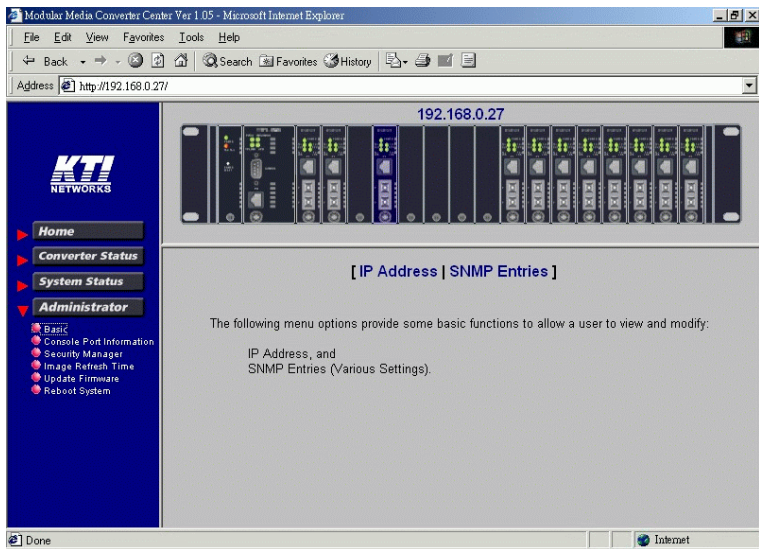 Modular Media Converter Center Ver 1.05 - Microsoft Internet Explorer
File Edit View Favorites Tools Help
Back Search Favorites History
Address http://192.168.0.27/
192.168.0.27
KTI
NETWORKS
Home
Converter Status
System Status
Administrator
Basic
Console Port Information
Security Manager
Image Refresh Time
Update Firmware
Reboot System
[ IP Address | SNMP Entries ]
The following menu options provide some basic functions to allow a user to view and modify:
IP Address, and
SNMP Entries (Various Settings).
Done Internet